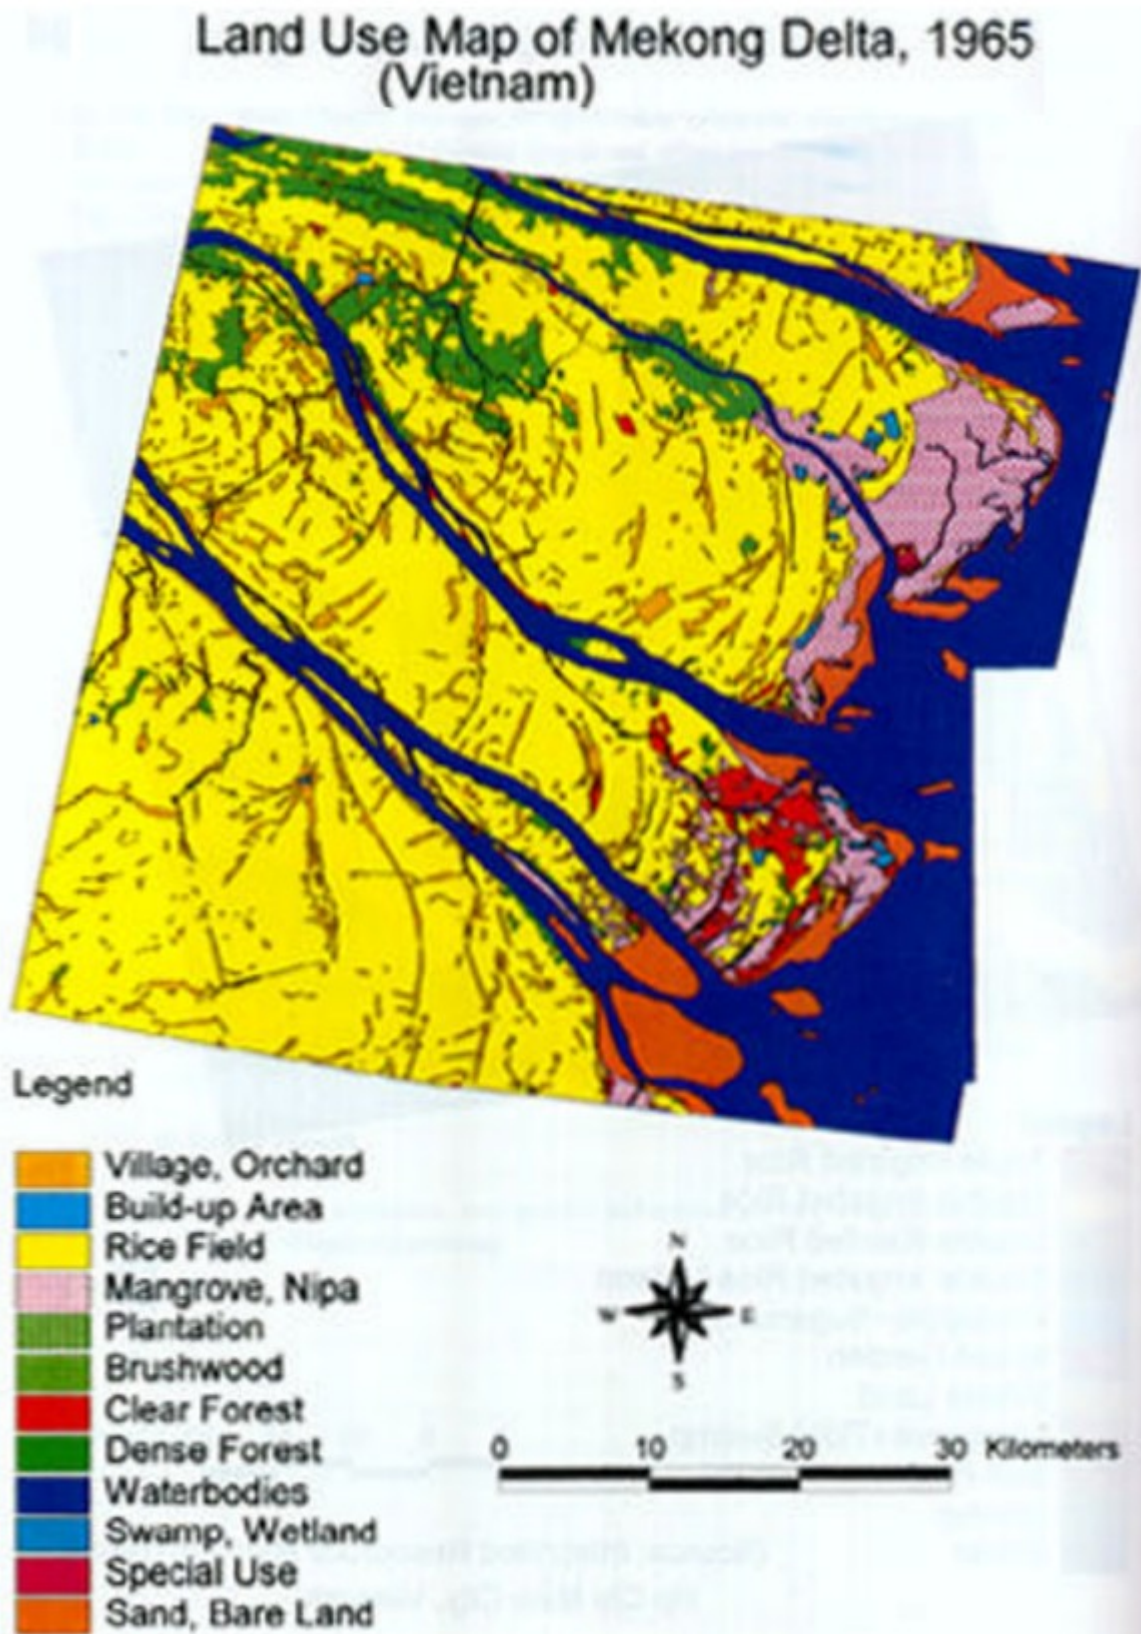 Land Use Map of Mekong Delta, 1965
(Vietnam)
Legend
Village, Orchard
Build-up Area
Rice Field
Mangrove, Nipa
Plantation
Brushwood
Clear Forest
Dense Forest
Waterbodies
Swamp, Wetland
Special Use
Sand, Bare Land
N
W E
S
0 10 20 30 Kilometers